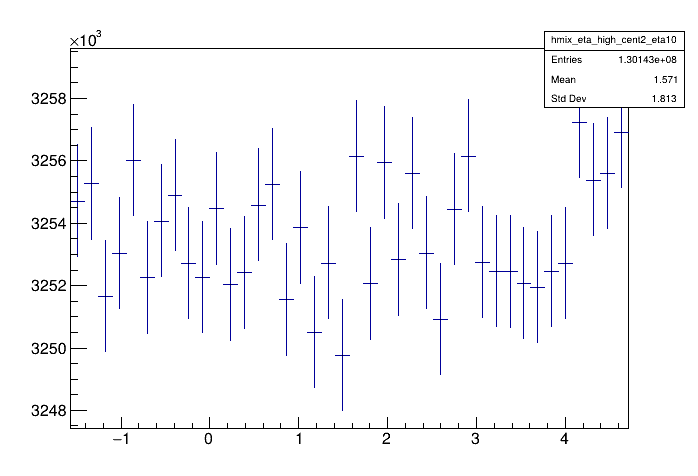 ×10³
hmix_eta_high_cent2_eta10
Entries 1.30143e+08
Mean 1.571
Std Dev 1.813
3258
3256
3254
3252
3250
3248
−1 0 1 2 3 4